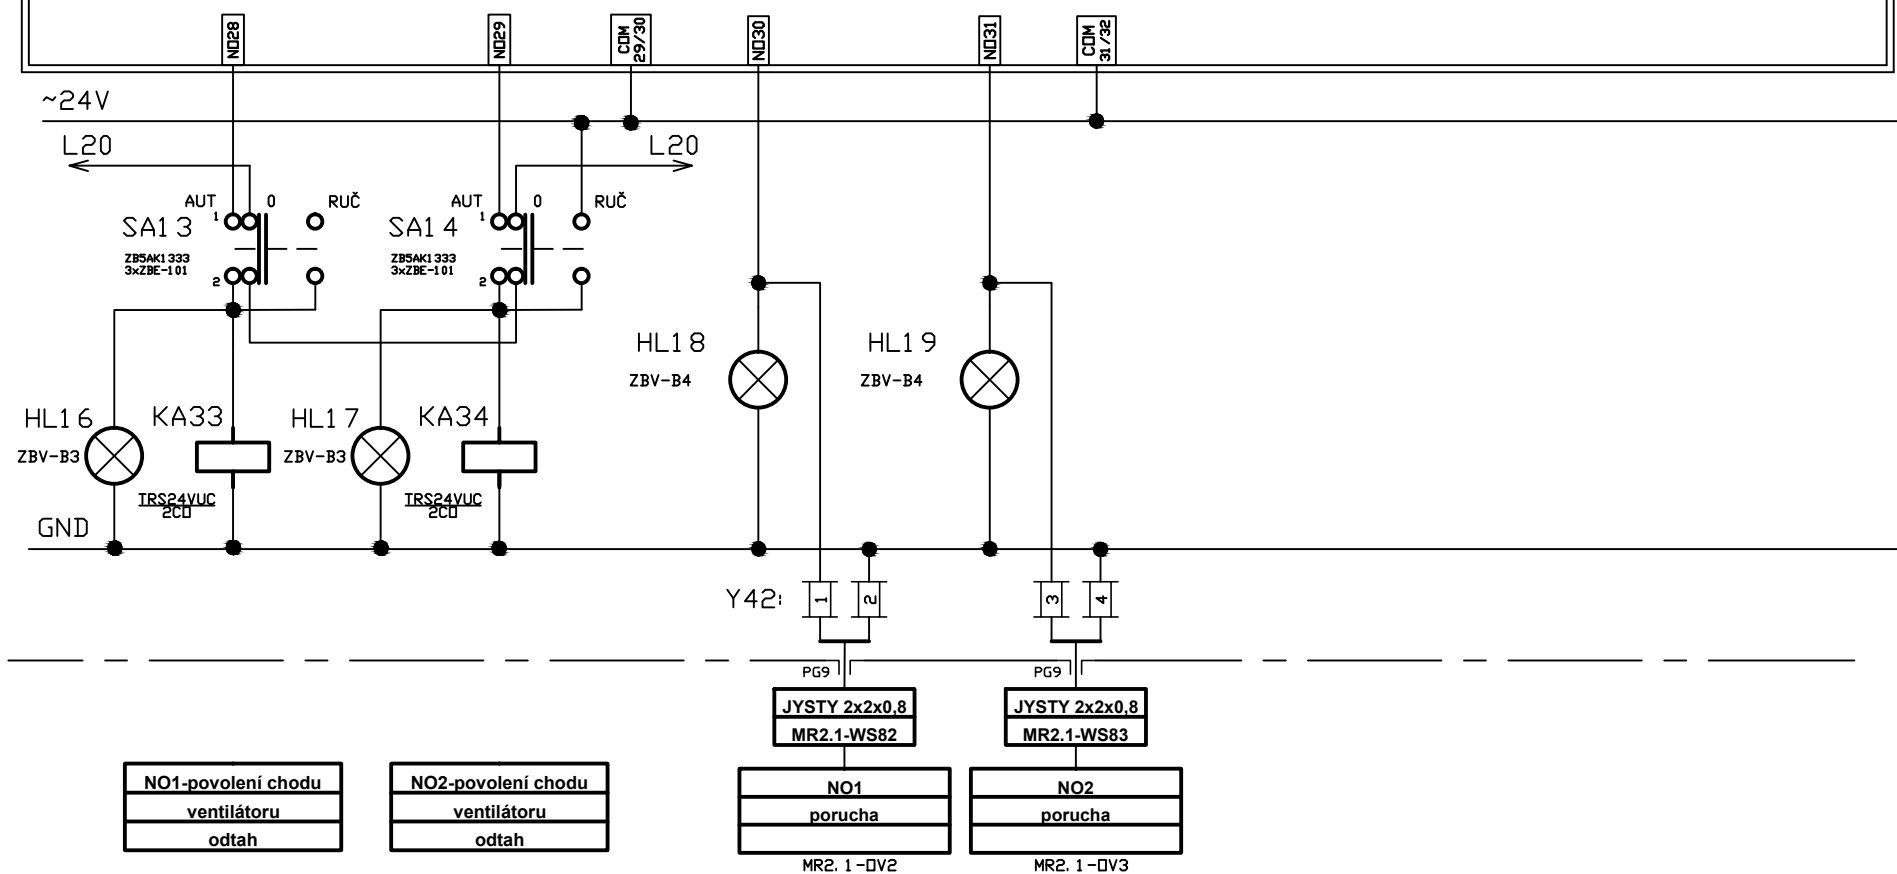 NO28
NO29
COM
29/30
NO30
NO31
COM
31/32
~24V
L20
L20
AUT
0
RUČ
AUT
0
RUČ
1
1
SA13
SA14
ZB5AK1333
3xZBE-101
ZB5AK1333
3xZBE-101
2
2
HL18
HL19
ZBV-B4
ZBV-B4
HL16
KA33
HL17
KA34
ZBV-B3
ZBV-B3
TRS24VUC
2CO
TRS24VUC
2CO
GND
Y42:
1
2
3
4
PG9
PG9
JYSTY 2x2x0,8
MR2.1-WS82
JYSTY 2x2x0,8
MR2.1-WS83
NO1-povolení chodu
ventilátoru
odtah
NO2-povolení chodu
ventilátoru
odtah
NO1
porucha
NO2
porucha
MR2.1-OV2
MR2.1-OV3